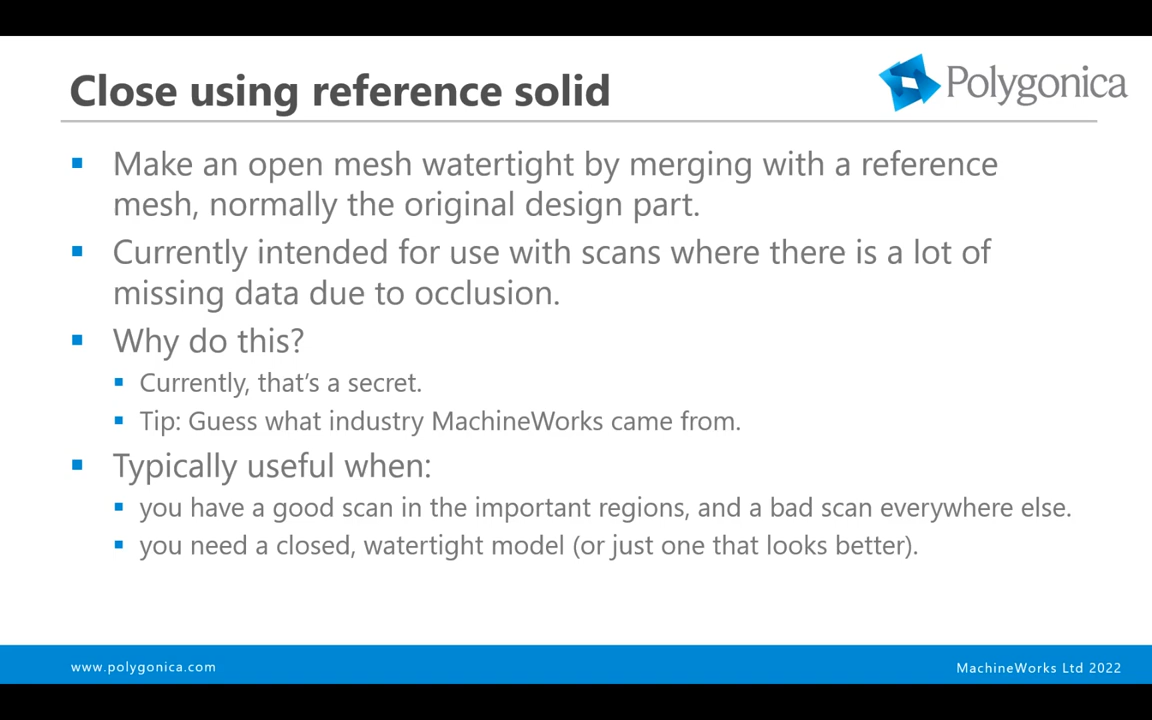 Close using reference solid
Polygonica
Make an open mesh watertight by merging with a reference
mesh, normally the original design part.
Currently intended for use with scans where there is a lot of
missing data due to occlusion.
Why do this?
Currently, that’s a secret.
Tip: Guess what industry MachineWorks came from.
Typically useful when:
you have a good scan in the important regions, and a bad scan everywhere else.
you need a closed, watertight model (or just one that looks better).
www.polygonica.com
MachineWorks Ltd 2022